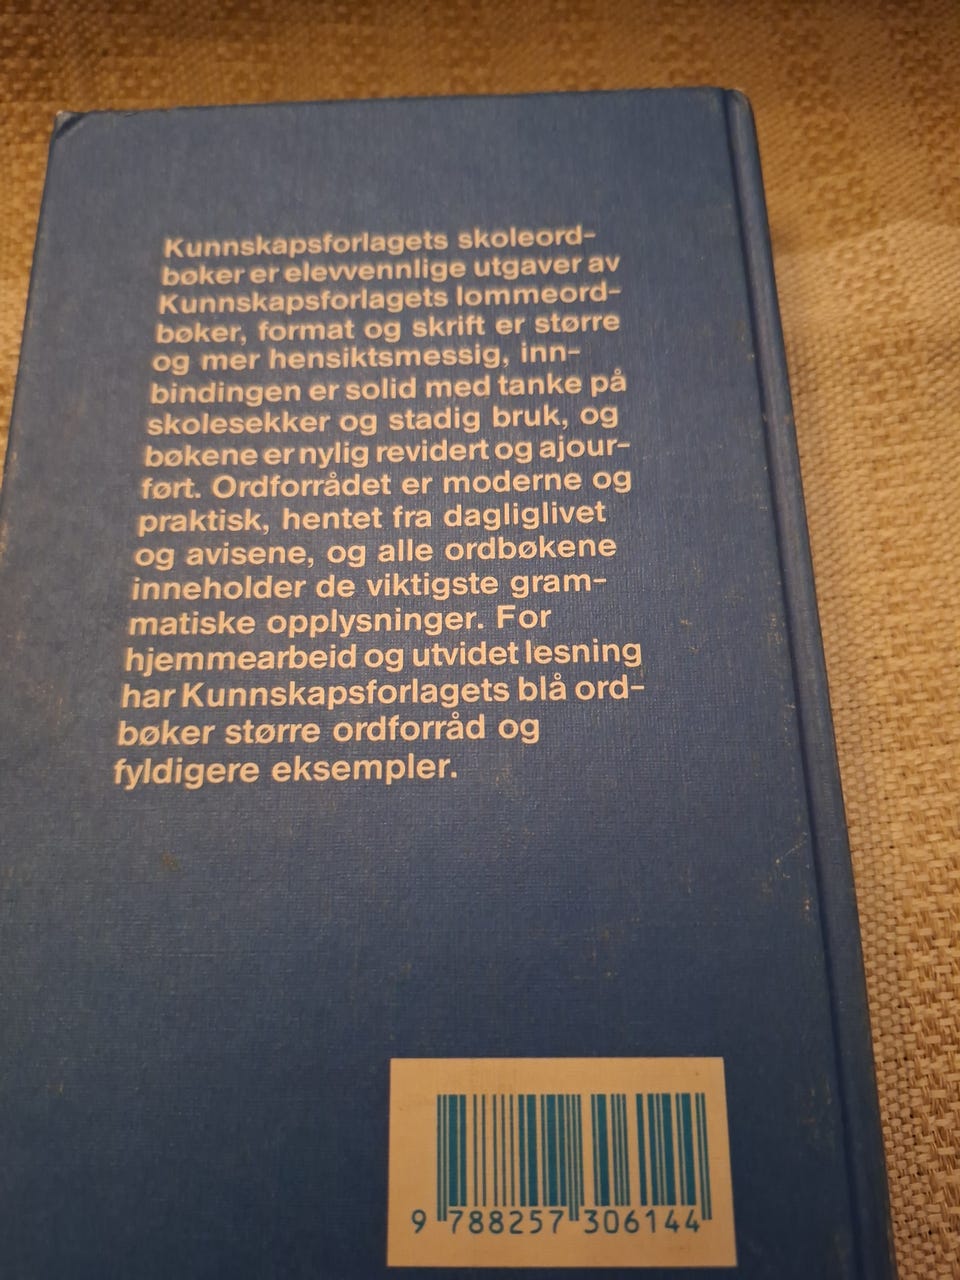 Kunnskapsforlagets skoleord-
bøker er elevvennlige utgaver av
Kunnskapsforlagets lommeord-
bøker, format og skrift er større
og mer hensiktsmessig, inn-
bindingen er solid med tanke på
skolesekker og stadig bruk, og
bøkene er nylig revidert og ajour-
ført. Ordforrådet er moderne og
praktisk, hentet fra dagliglivet
og avisene, og alle ordbøkene
inneholder de viktigste gram-
matiske opplysninger. For
hjemmearbeid og utvidet lesning
har Kunnskapsforlagets blå ord-
bøker større ordforråd og
fyldigere eksempler.
9 788257 306144